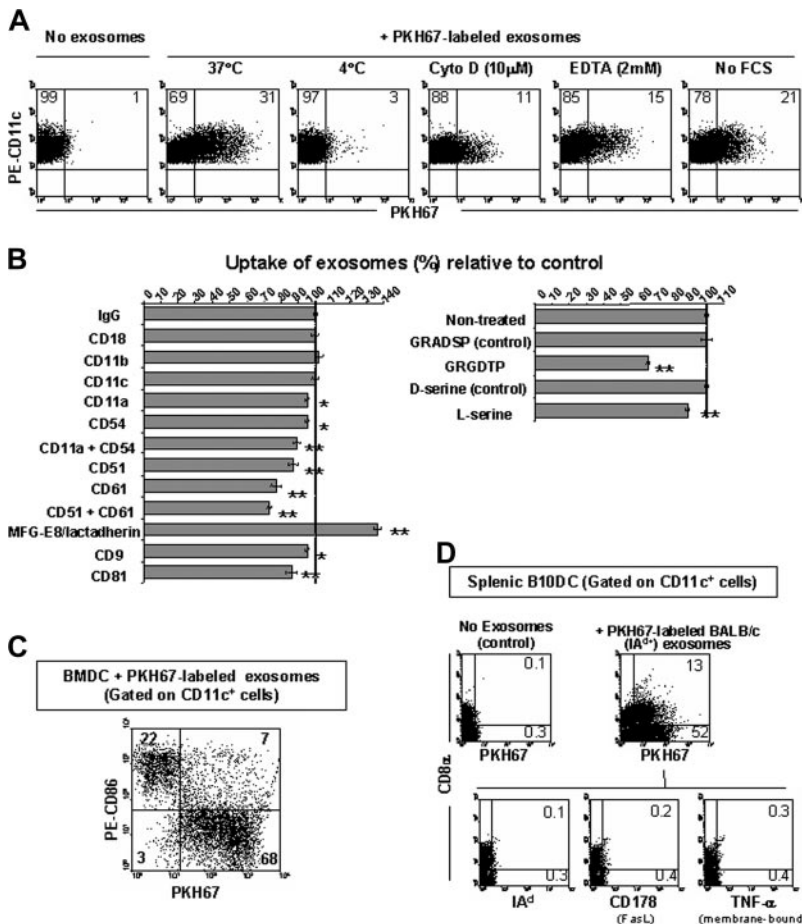 A
No exosomes
+ PKH67-labeled exosomes
37°C
4°C
Cyto D (10μM)
EDTA (2mM)
No FCS
99 1
69 31
97 3
88 11
85 15
78 21
PE-CD11c
PKH67
B
Uptake of exosomes (%) relative to control
0 10 20 30 40 50 60 70 80 90 100 110 120 130 140
IgG
CD18
CD11b
CD11c
CD11a *
CD54 *
CD11a + CD54 **
CD51 **
CD61 **
CD51 + CD61 **
MFG-E8/lactadherin **
CD9 *
CD81 **
0 10 20 30 40 50 60 70 80 90 100 110
Non-treated
GRADSP (control)
GRGDTP **
D-serine (control)
L-serine **
C
BMDC + PKH67-labeled exosomes
(Gated on CD11c+ cells)
22 7
3 68
PE-CD86
PKH67
D
Splenic B10DC (Gated on CD11c+ cells)
No Exosomes
(control)
+ PKH67-labeled BALB/c
(IAd+) exosomes
0.1
0.3
13
52
PKH67
PKH67
CD8α
0.1
0.3
0.2
0.4
0.3
0.4
IAd
CD178
(FasL)
TNF-α
(membrane-bound